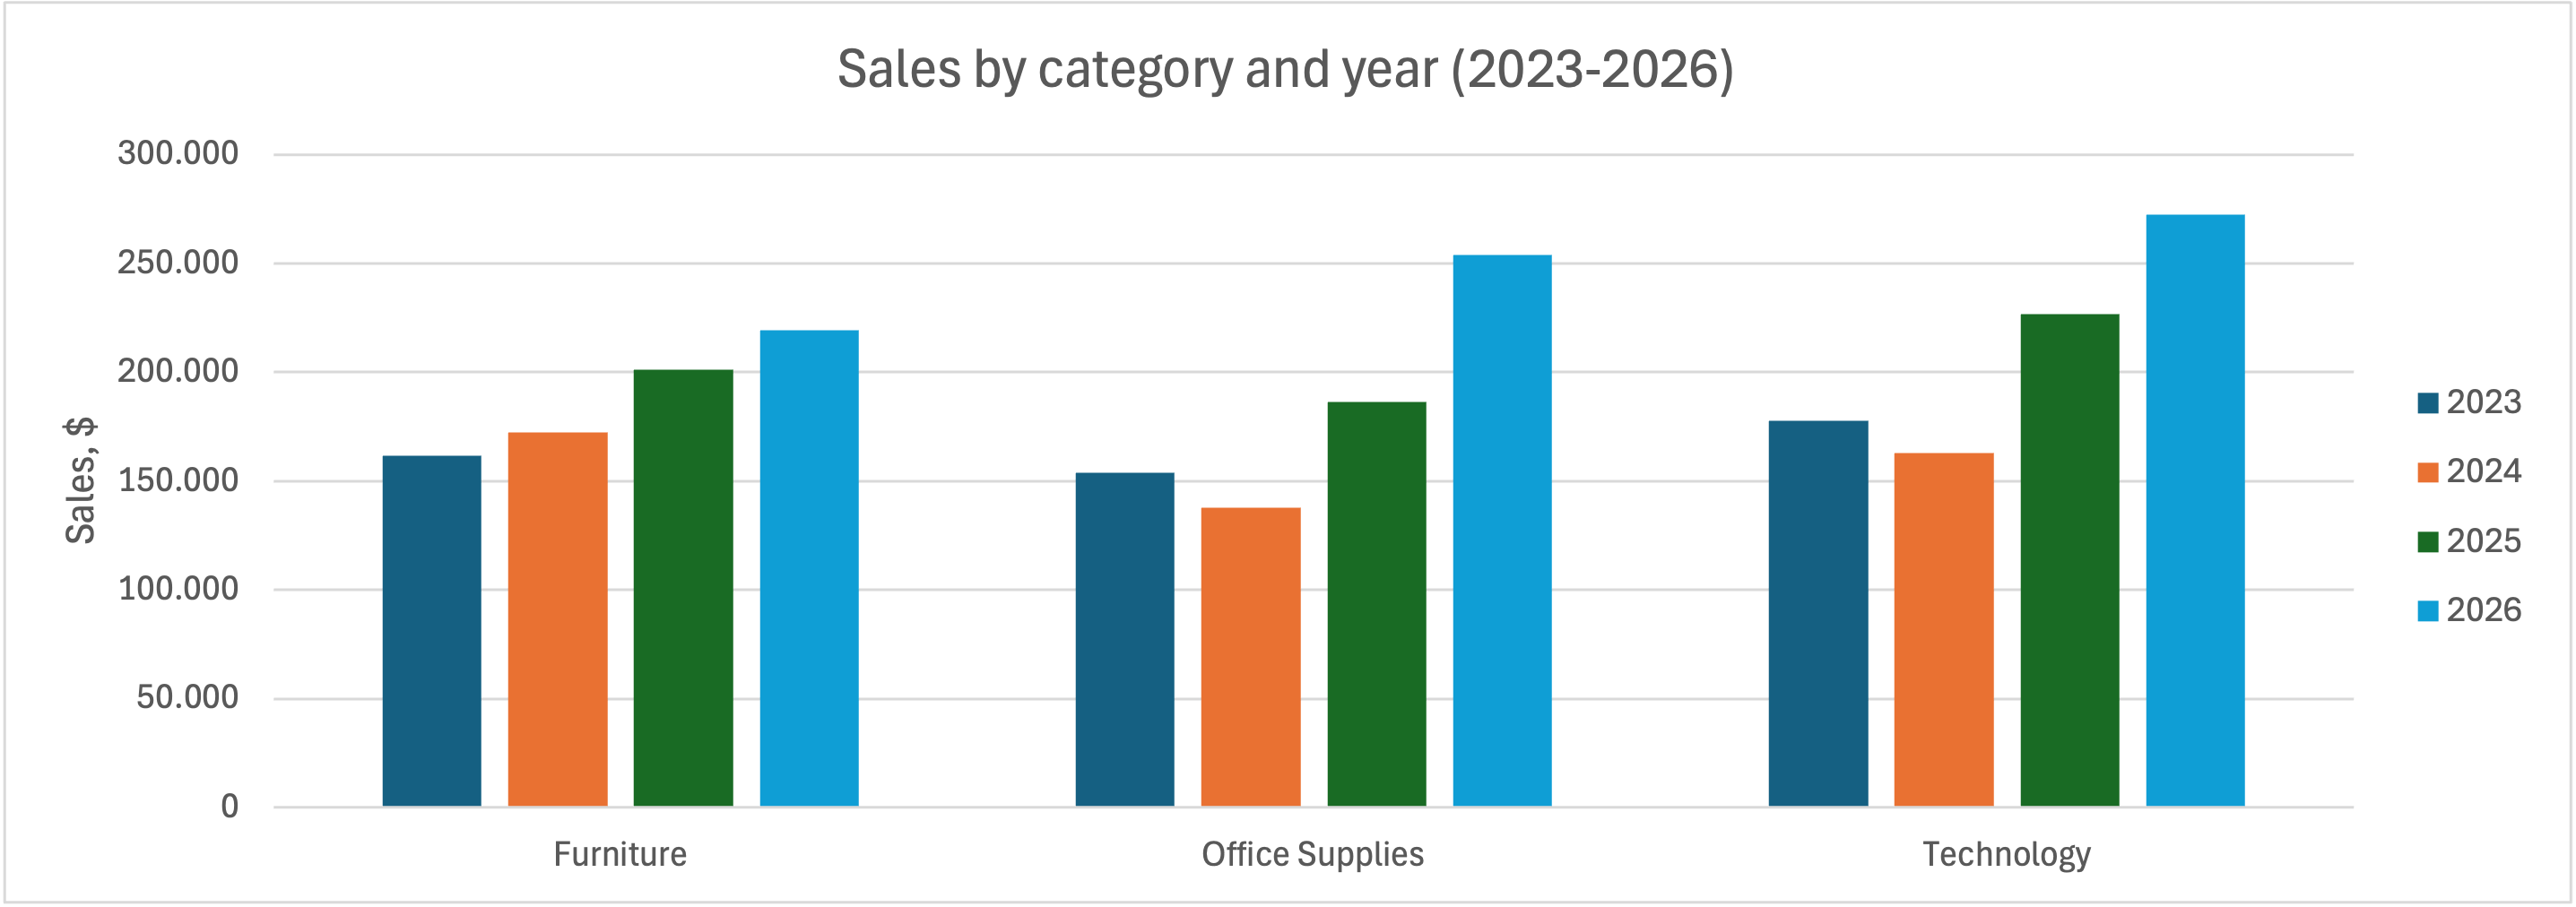 Sales by category and year (2023-2026)
300.000
250.000
200.000
150.000
100.000
50.000
0
Sales, $
Furniture
Office Supplies
Technology
2023
2024
2025
2026